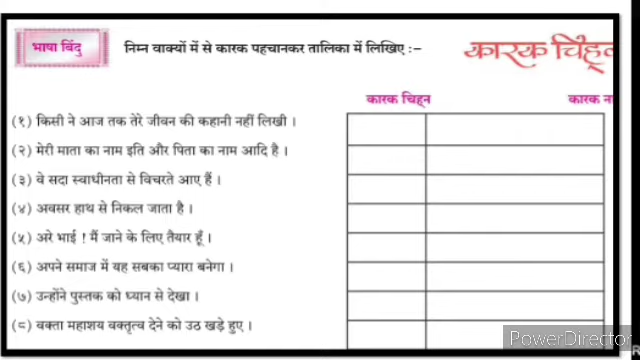 भाषा बिंदु
निम्न वाक्यों में से कारक पहचानकर तालिका में लिखिए :-
कारक चिह्न
कारक चिह्न
कारक
(१) किसी ने आज तक तेरे जीवन की कहानी नहीं लिखी ।
(२) मेरी माता का नाम इति और पिता का नाम आदि है ।
(३) वे सदा स्वाधीनता से विचरते आए हैं ।
(४) अवसर हाथ से निकल जाता है ।
(५) अरे भाई ! मैं जाने के लिए तैयार हूँ ।
(६) अपने समाज में यह सबका प्यारा बनेगा ।
(७) उन्होंने पुस्तक को ध्यान से देखा ।
(८) वक्ता महाशय वक्तृत्व देने को उठ खड़े हुए ।
PowerDirector